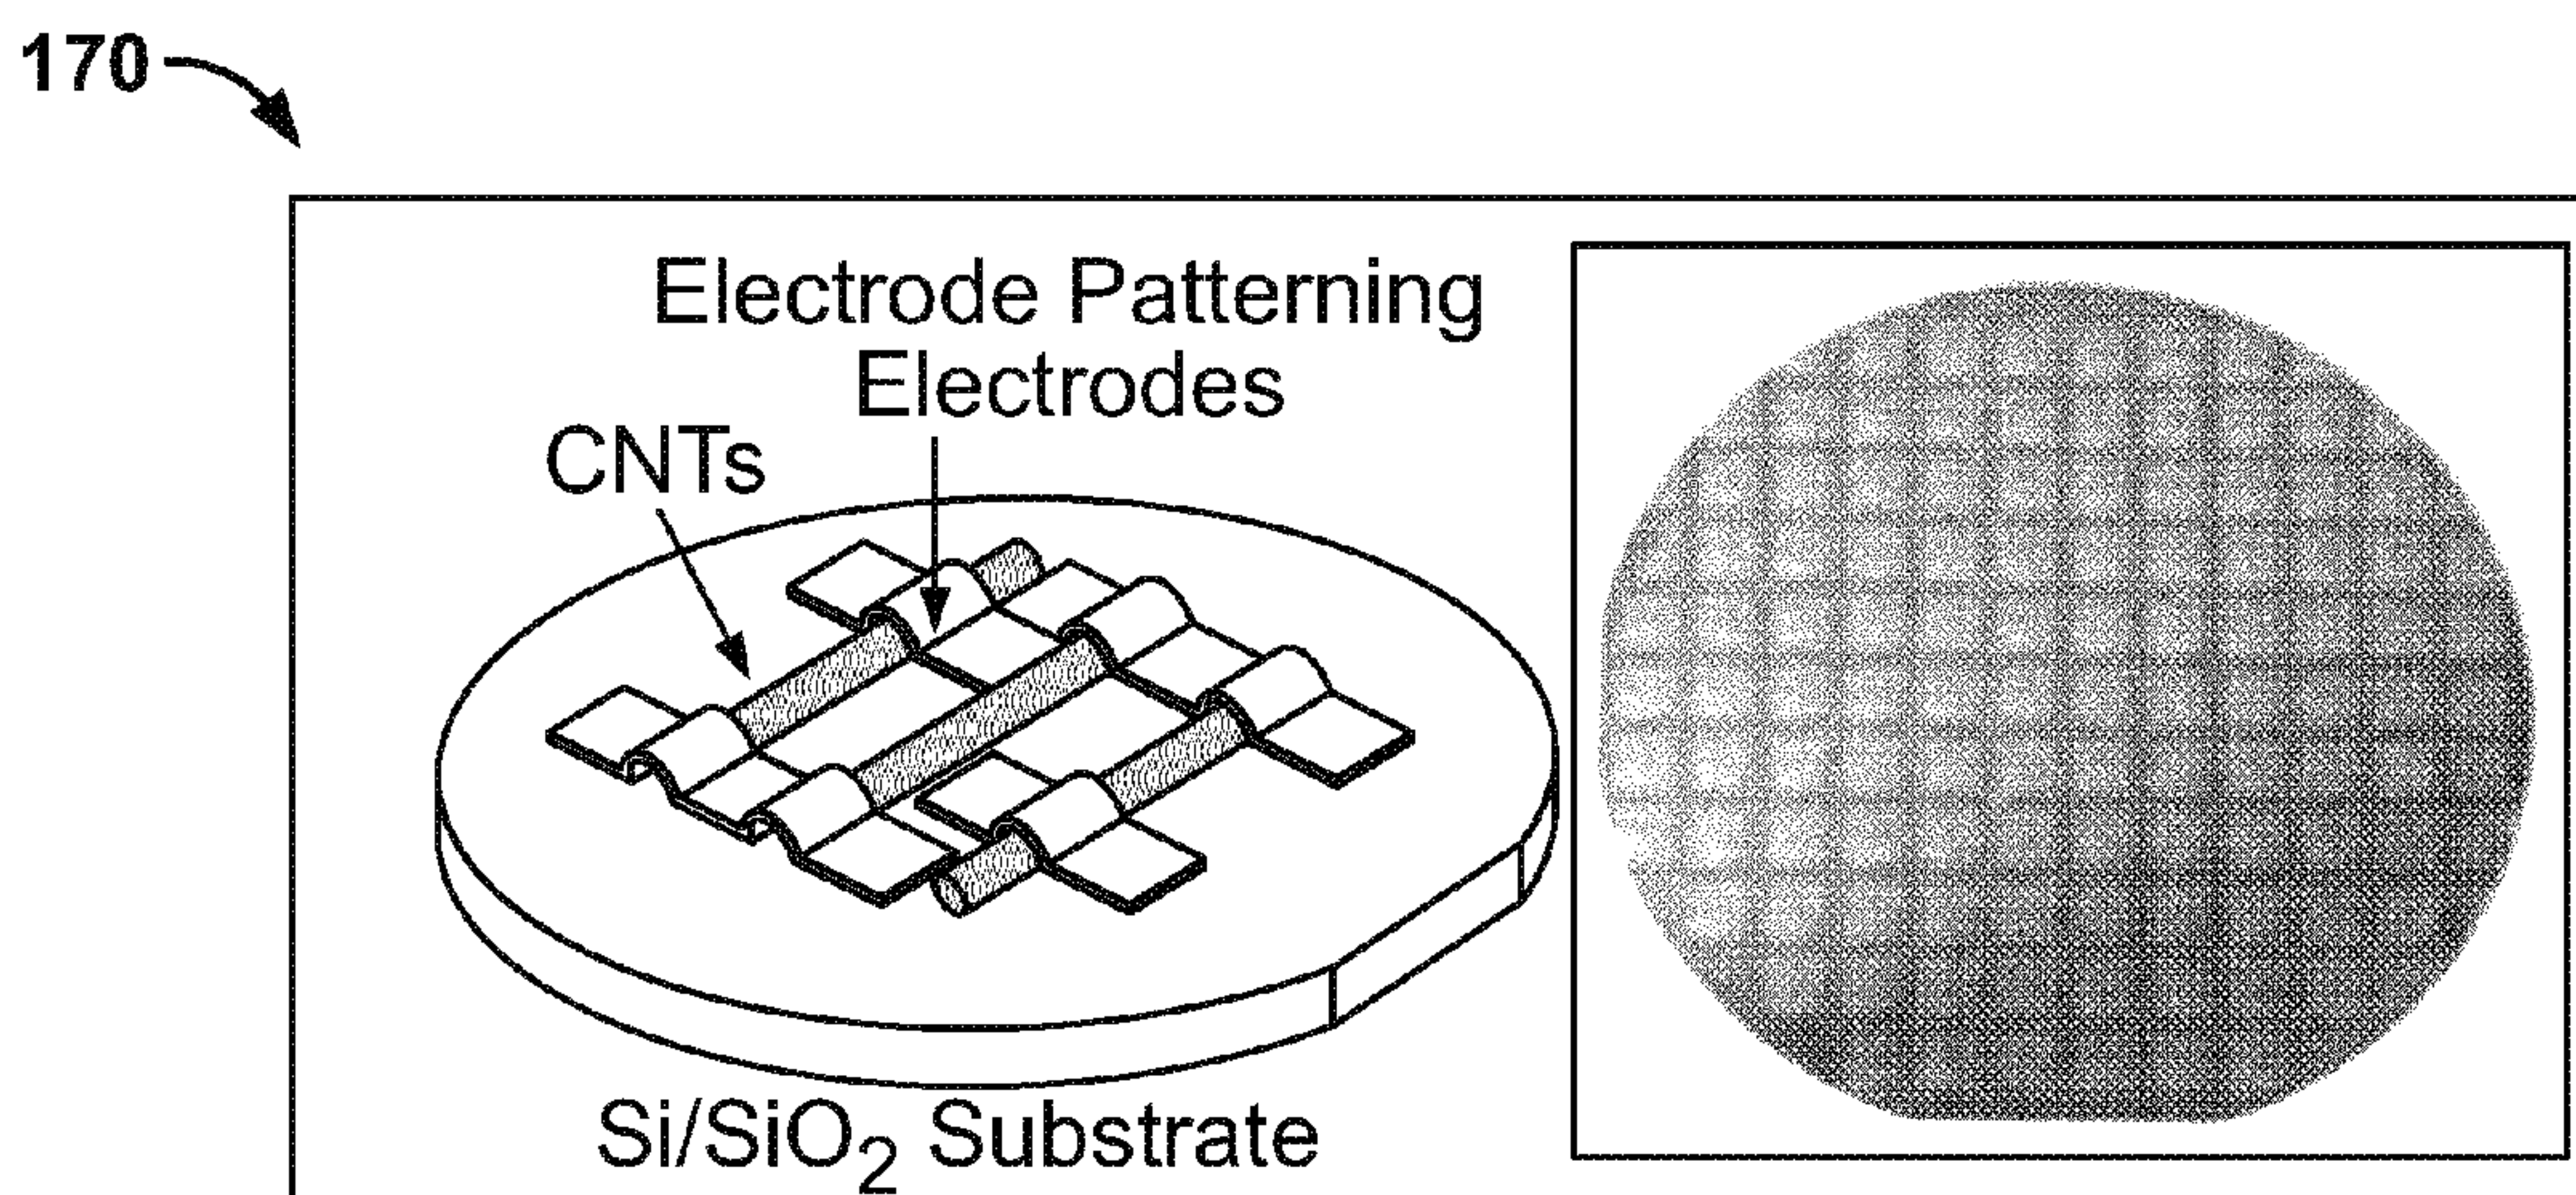 170
Electrode Patterning
Electrodes
CNTs
Si/SiO₂ Substrate